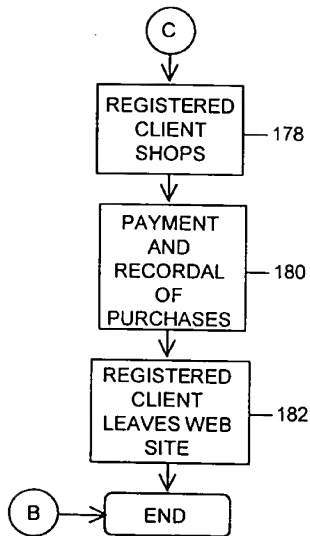 C
REGISTERED
CLIENT
SHOPS
178
PAYMENT
AND
RECORDAL
OF
PURCHASES
180
REGISTERED
CLIENT
LEAVES WEB
SITE
182
B
END